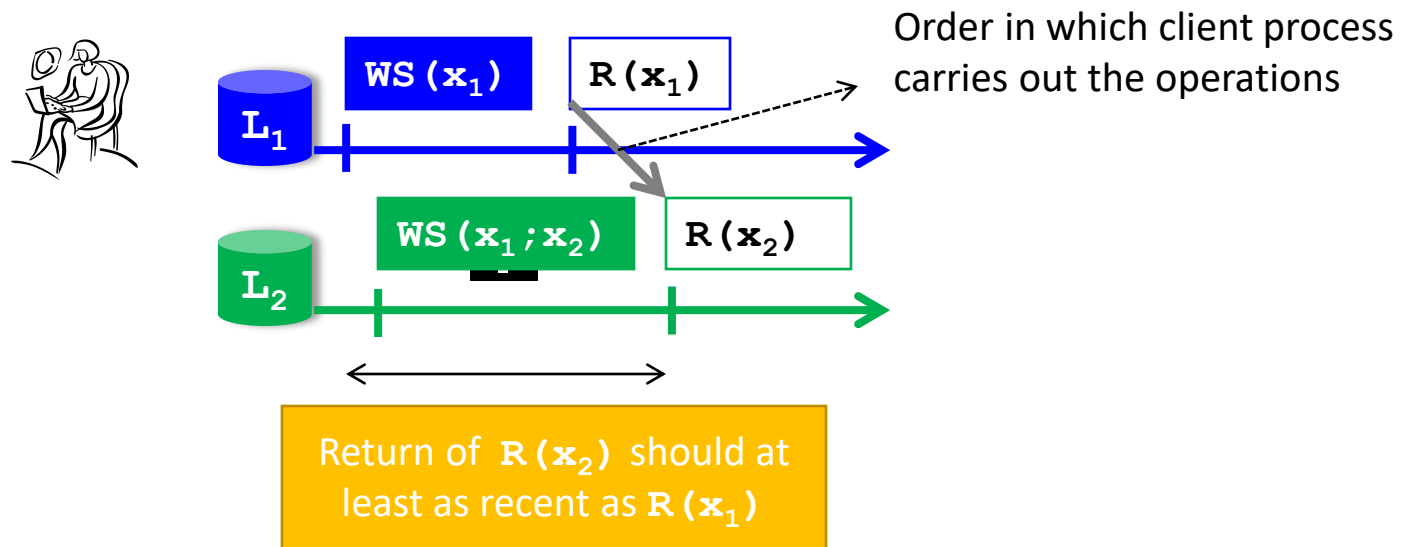 Order in which client process
carries out the operations
WS(x₁) R(x₁)
L₁
WS(x₁;x₂) R(x₂)
L₂
Return of R(x₂) should at
least as recent as R(x₁)